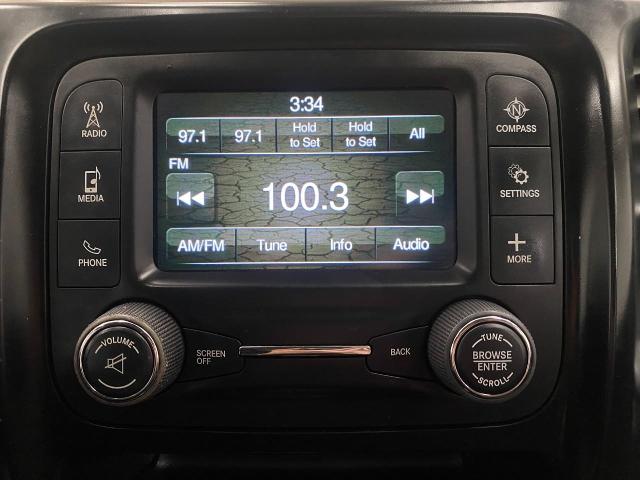 3:34
97.1 97.1 Hold to Set Hold to Set All
FM
100.3
AM/FM Tune Info Audio
RADIO
MEDIA
PHONE
N
COMPASS
SETTINGS
MORE
VOLUME
SCREEN
OFF
BACK
TUNE
BROWSE
ENTER
SCROLL